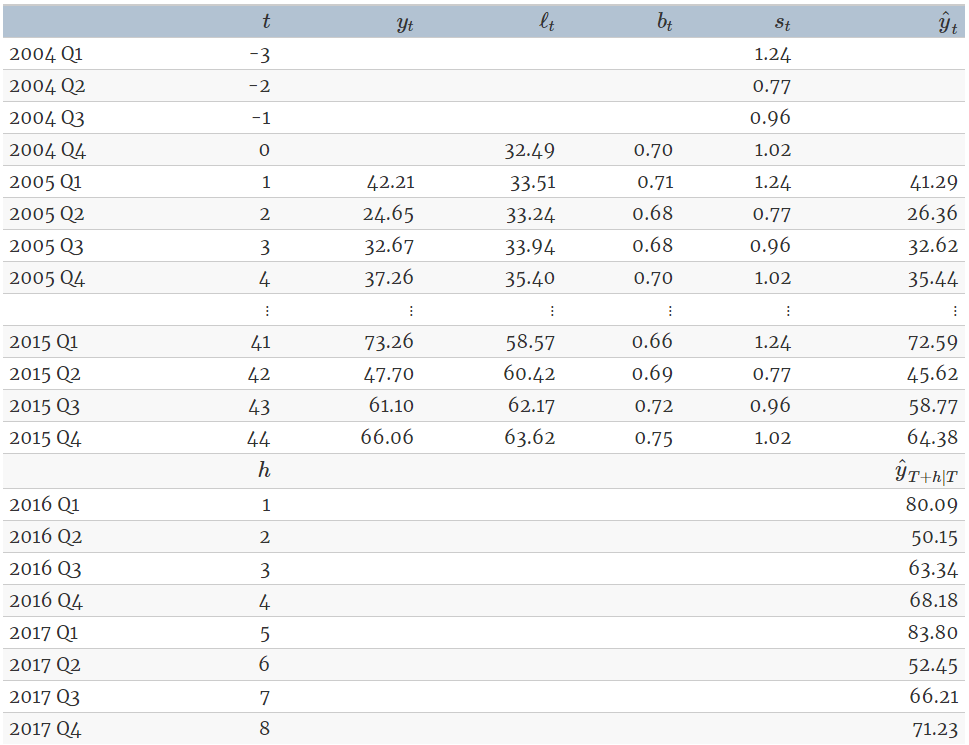 t yₜ ℓₜ bₜ sₜ ŷₜ
2004 Q1 -3 1.24
2004 Q2 -2 0.77
2004 Q3 -1 0.96
2004 Q4 0 32.49 0.70 1.02
2005 Q1 1 42.21 33.51 0.71 1.24 41.29
2005 Q2 2 24.65 33.24 0.68 0.77 26.36
2005 Q3 3 32.67 33.94 0.68 0.96 32.62
2005 Q4 4 37.26 35.40 0.70 1.02 35.44
⋮ ⋮ ⋮ ⋮ ⋮ ⋮
2015 Q1 41 73.26 58.57 0.66 1.24 72.59
2015 Q2 42 47.70 60.42 0.69 0.77 45.62
2015 Q3 43 61.10 62.17 0.72 0.96 58.77
2015 Q4 44 66.06 63.62 0.75 1.02 64.38
h ŷ_{T+h|T}
2016 Q1 1 80.09
2016 Q2 2 50.15
2016 Q3 3 63.34
2016 Q4 4 68.18
2017 Q1 5 83.80
2017 Q2 6 52.45
2017 Q3 7 66.21
2017 Q4 8 71.23